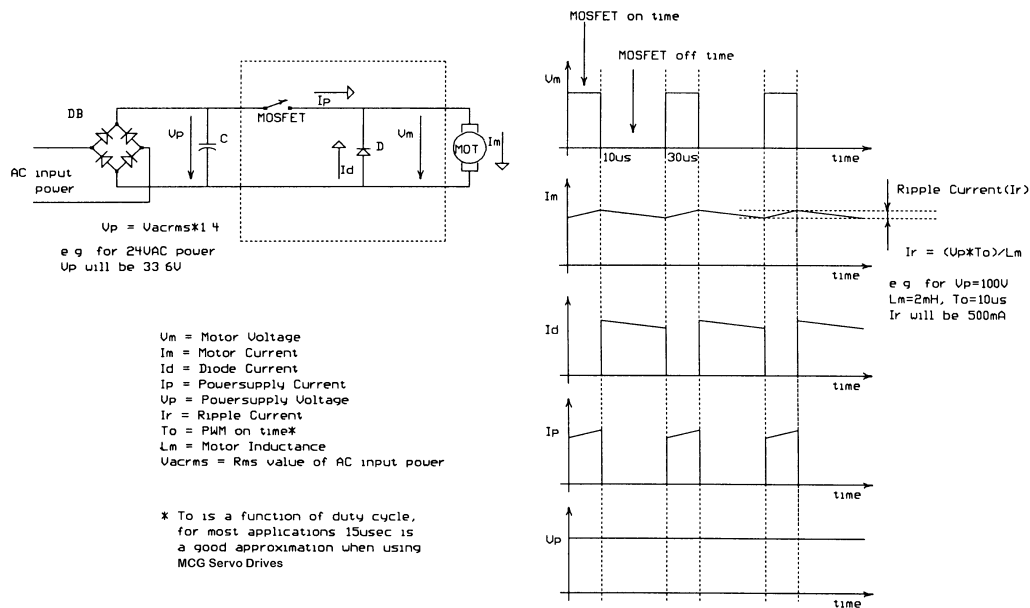 DB
AC input
power
Vp
C
MOSFET
Ip
Id
D
Vm
MOT
Im
Vp = Vacrms*1 4
e g for 24VAC power
Vp will be 33 6V
Vm = Motor Voltage
Im = Motor Current
Id = Diode Current
Ip = Powersupply Current
Vp = Powersupply Voltage
Ir = Ripple Current
To = PWM on time*
Lm = Motor Inductance
Vacrms = Rms value of AC input power
* To is a function of duty cycle,
for most applications 15usec is
a good approximation when using
MCG Servo Drives
MOSFET on time
MOSFET off time
Vm
10us
30us
time
Im
time
Ripple Current(Ir)
Ir = (Vp*To)/Lm
e g for Vp=100V
Lm=2mH, To=10us
Ir will be 500mA
Id
time
Ip
time
Vp
time